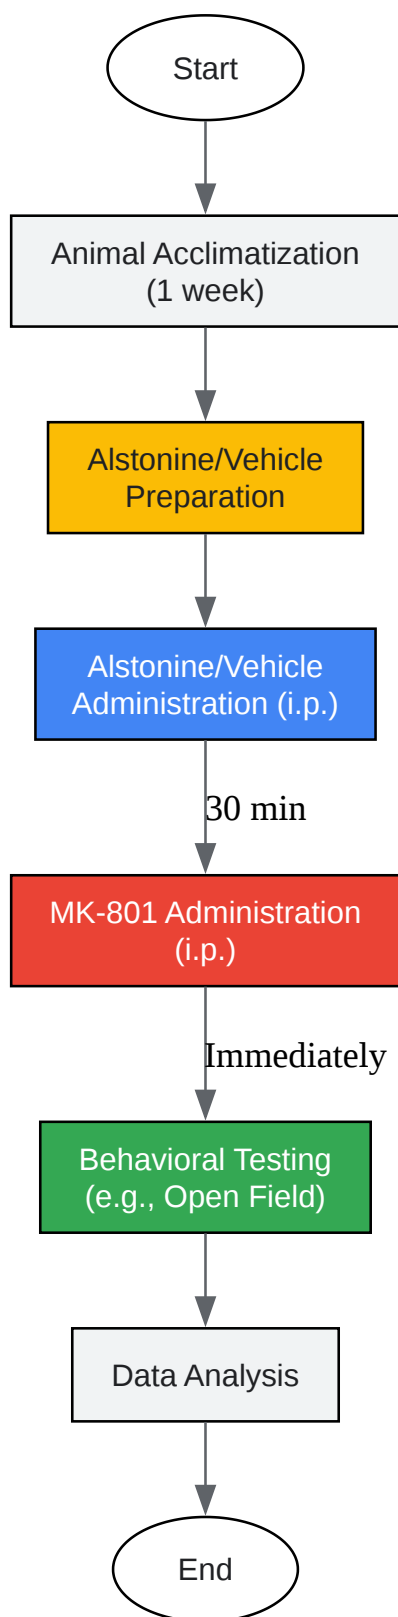 Start
Animal Acclimatization
(1 week)
Alstonine/Vehicle
Preparation
Alstonine/Vehicle
Administration (i.p.)
30 min
MK-801 Administration
(i.p.)
Immediately
Behavioral Testing
(e.g., Open Field)
Data Analysis
End